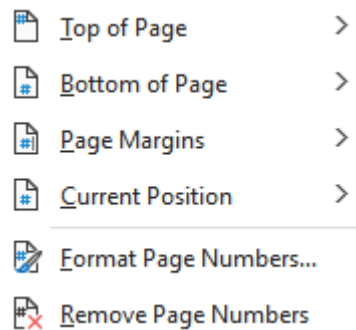 Top of Page
Bottom of Page
Page Margins
Current Position
Format Page Numbers...
Remove Page Numbers